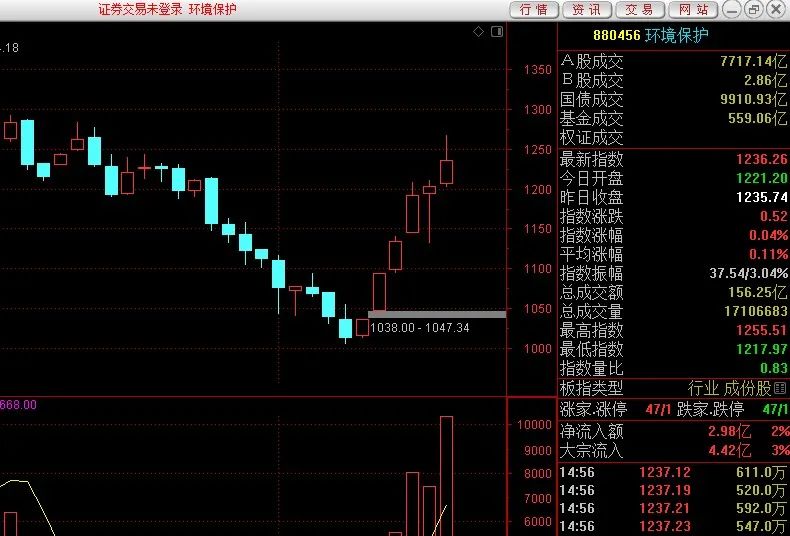 证券交易未登录 环境保护 行情 资讯 交易 网站
880456 环境保护
4.18
A股成交 7717.14亿
B股成交 2.86亿
国债成交 9910.93亿
基金成交 559.06亿
权证成交
最新指数 1236.26
今日开盘 1221.20
昨日收盘 1235.74
指数涨跌 0.52
指数涨幅 0.04%
平均涨幅 0.11%
指数振幅 37.54/3.04%
总成交额 156.25亿
总成交量 17106683
最高指数 1255.51
最低指数 1217.97
指数量比 0.83
板指类型 行业 成份股
涨家.涨停 47/1 跌家.跌停 47/1
净流入额 2.98亿 2%
大宗流入 4.42亿 3%
14:56 1237.12 611.0万
14:56 1237.19 520.0万
14:56 1237.21 592.0万
14:56 1237.23 547.0万
1350
1300
1250
1200
1150
1100
1050
1000
1038.00 - 1047.34
668.00
10000
9000
8000
7000
6000